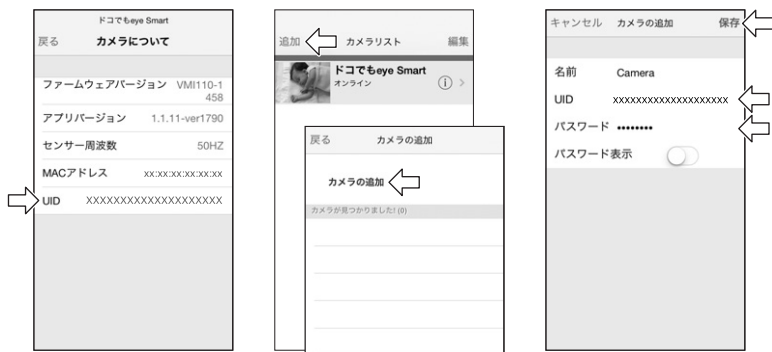 ドコでもeye Smart
戻る カメラについて
ファームウェアバージョン VMI110-1
458
アプリバージョン 1.1.11-ver1790
センサー周波数 50HZ
MACアドレス xx:xx:xx:xx:xx:xx
UID XXXXXXXXXXXXXXXXXXXX
追加 カメラリスト 編集
ドコでもeye Smart
オンライン
戻る カメラの追加
カメラの追加
カメラが見つかりました! (0)
キャンセル カメラの追加 保存
名前 Camera
UID xxxxxxxxxxxxxxxxxxxx
パスワード ••••••••
パスワード表示